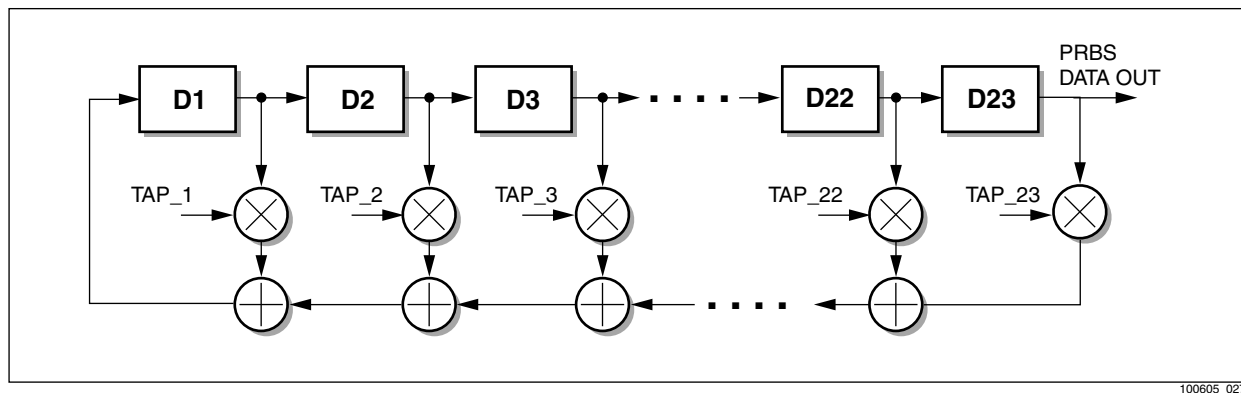 PRBS
DATA OUT
D1 D2 D3 D22 D23
TAP_1 TAP_2 TAP_3 TAP_22 TAP_23